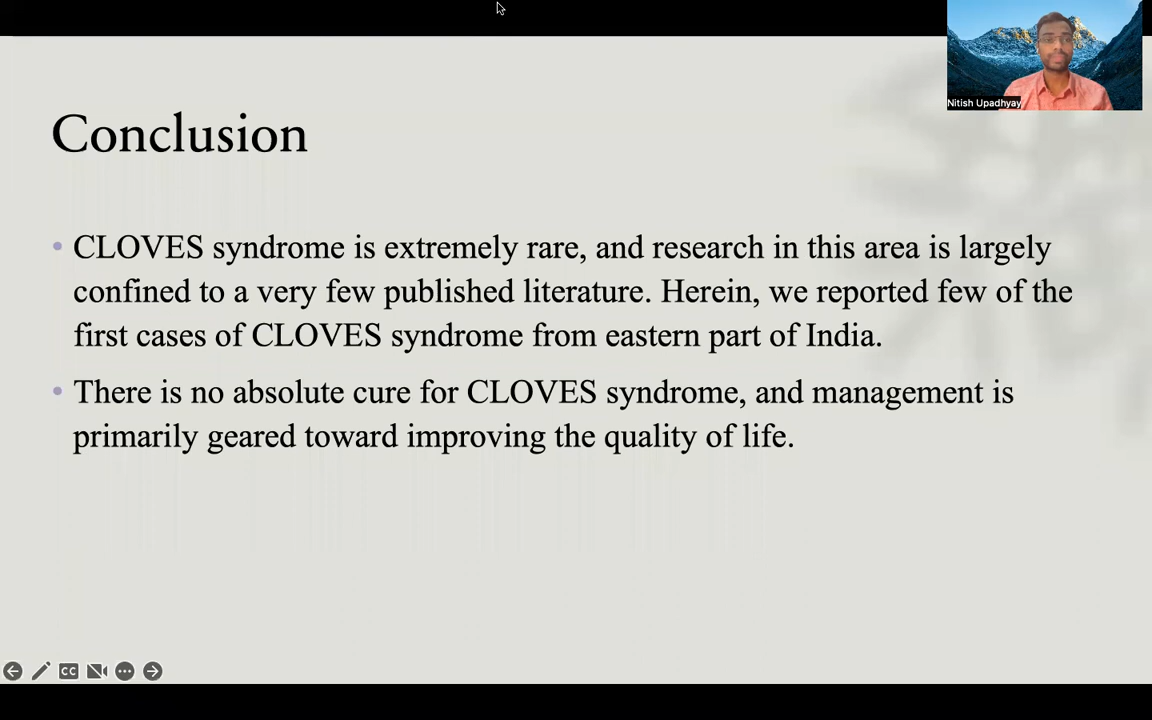 Nitish Upadhyay
Conclusion
• CLOVES syndrome is extremely rare, and research in this area is largely
confined to a very few published literature. Herein, we reported few of the
first cases of CLOVES syndrome from eastern part of India.
• There is no absolute cure for CLOVES syndrome, and management is
primarily geared toward improving the quality of life.
CC